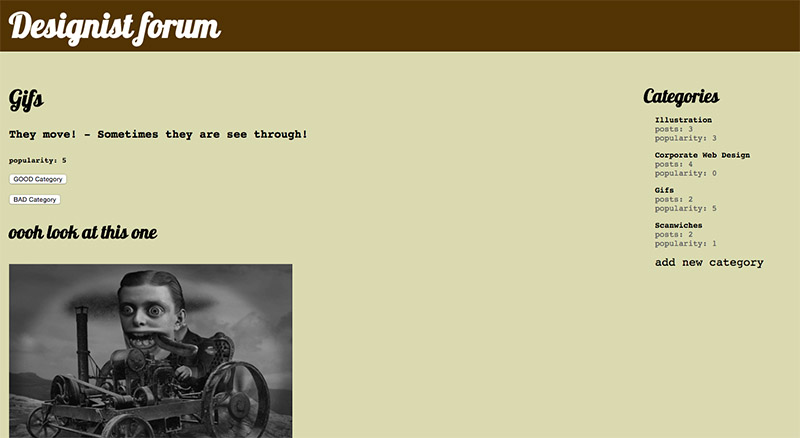 Designist forum
Gifs
They move! - Sometimes they are see through!
popularity: 5
GOOD Category
BAD Category
oooh look at this one
Categories
Illustration
posts: 3
popularity: 3
Corporate Web Design
posts: 4
popularity: 0
Gifs
posts: 2
popularity: 5
Scamwiches
posts: 2
popularity: 1
add new category